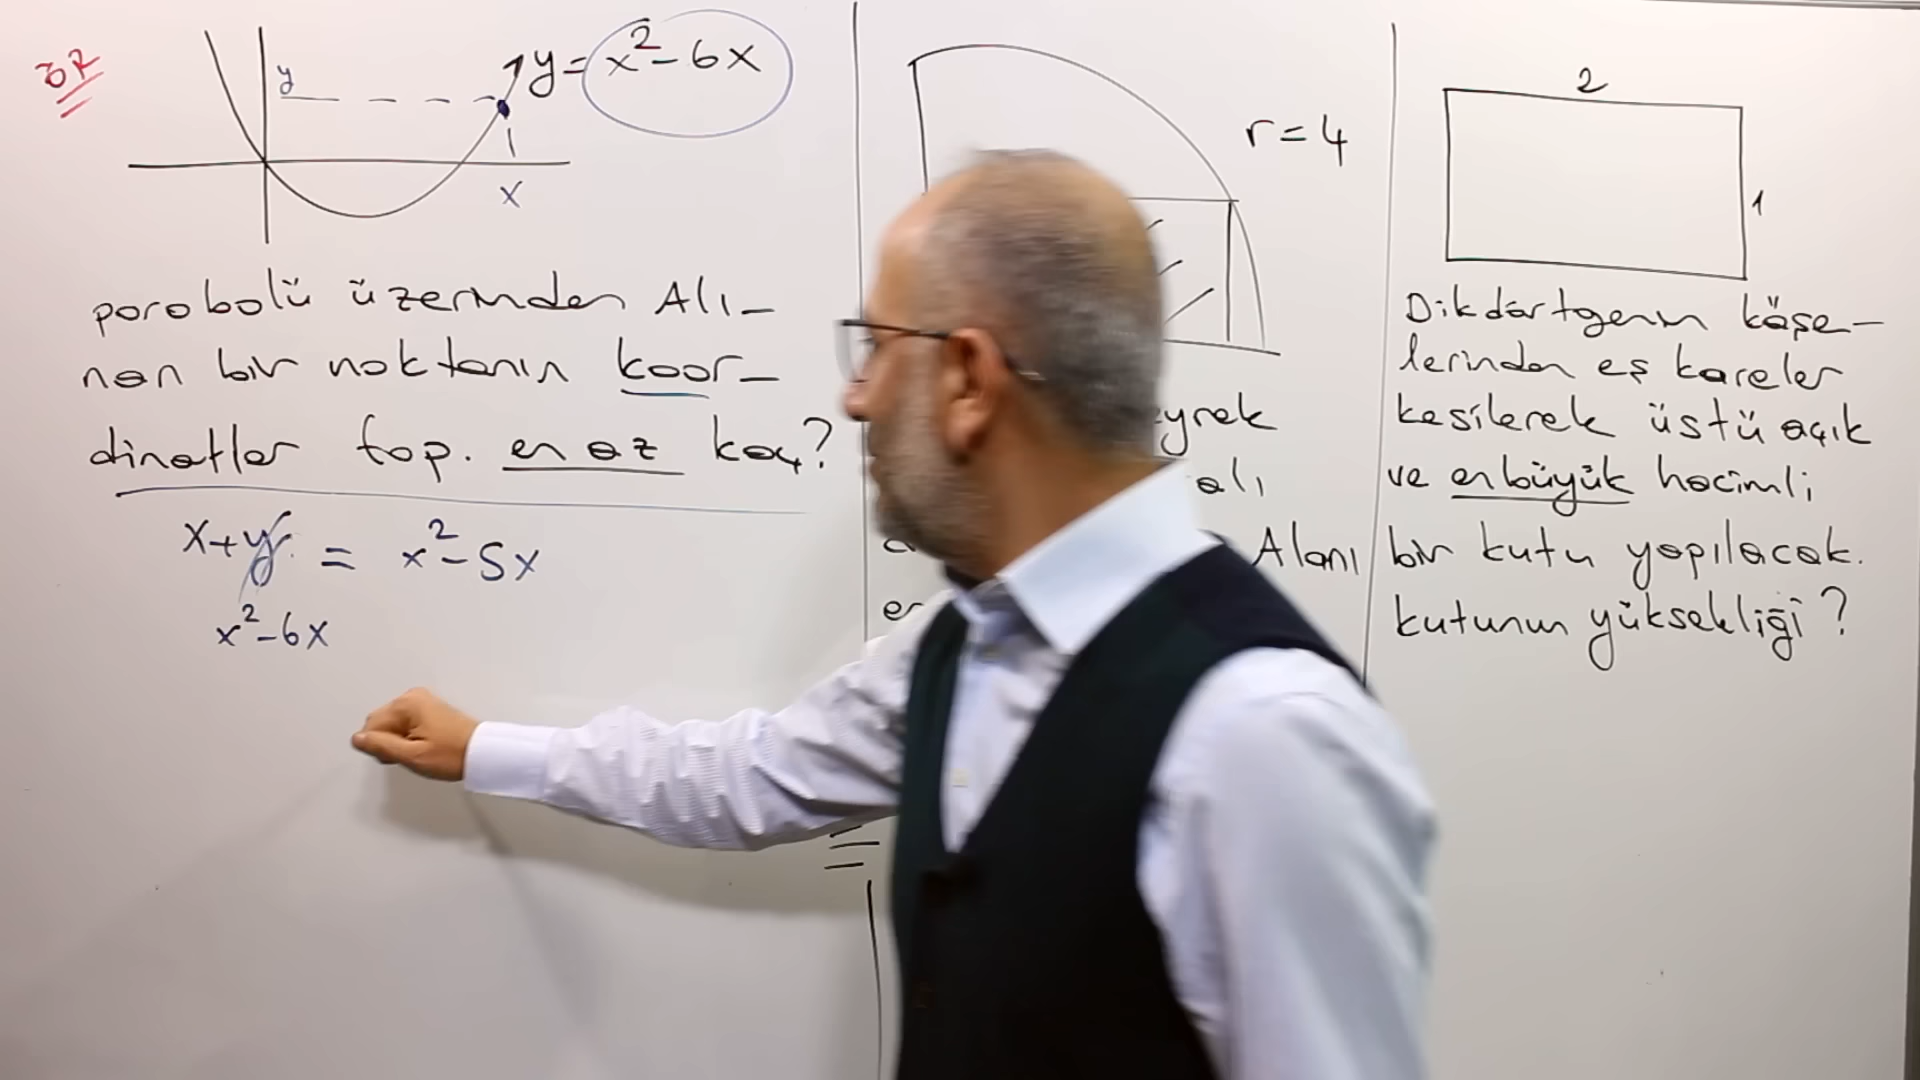 ÖR
y
y = x² - 6x
x
parabolü üzerinden Alı-
nan bir noktanın koor-
dinatlar top. en az kaç?
x+y = x² - 5x
x² - 6x
r = 4
Alanı
2
1
Dikdörtgenin köşe-
lerinden eş kareler
kesilerek üstü açık
ve en büyük hacimli
bir kutu yapılacak.
kutunun yüksekliği?